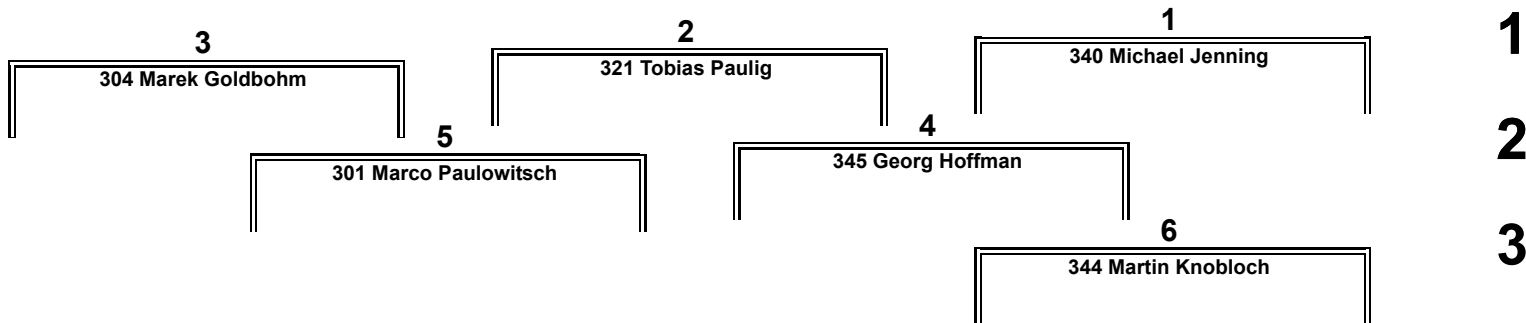 3
304 Marek Goldbohm
2
321 Tobias Paulig
1
340 Michael Jenning
1
5
301 Marco Paulowitsch
4
345 Georg Hoffman
2
6
344 Martin Knobloch
3